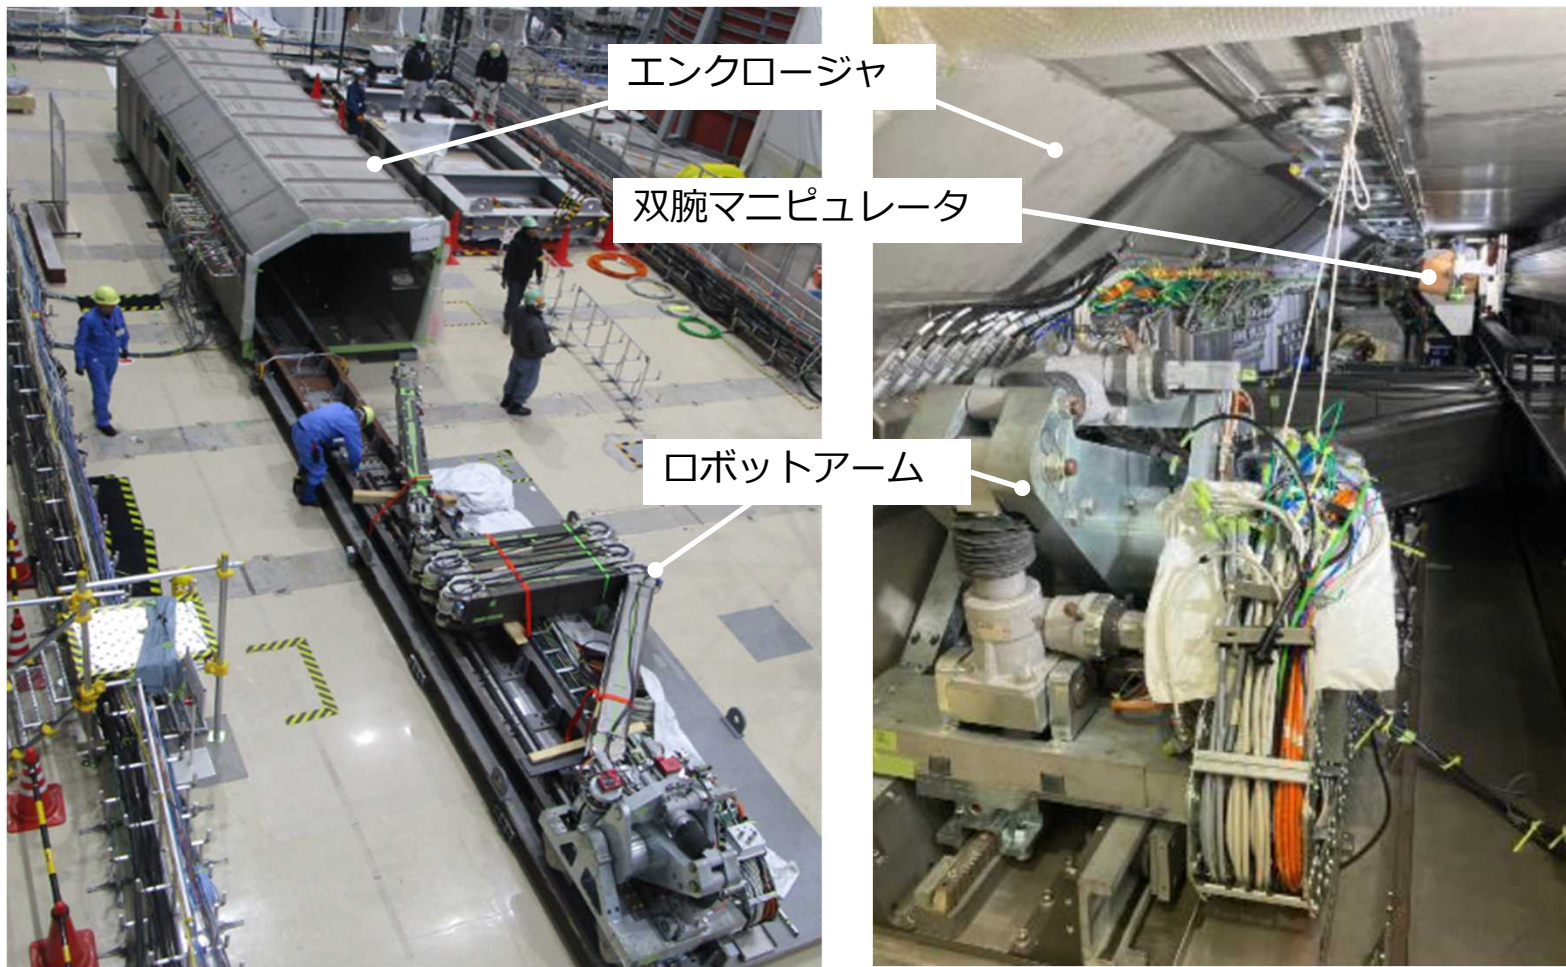 エンクロージャ
双腕マニピュレータ
ロボットアーム